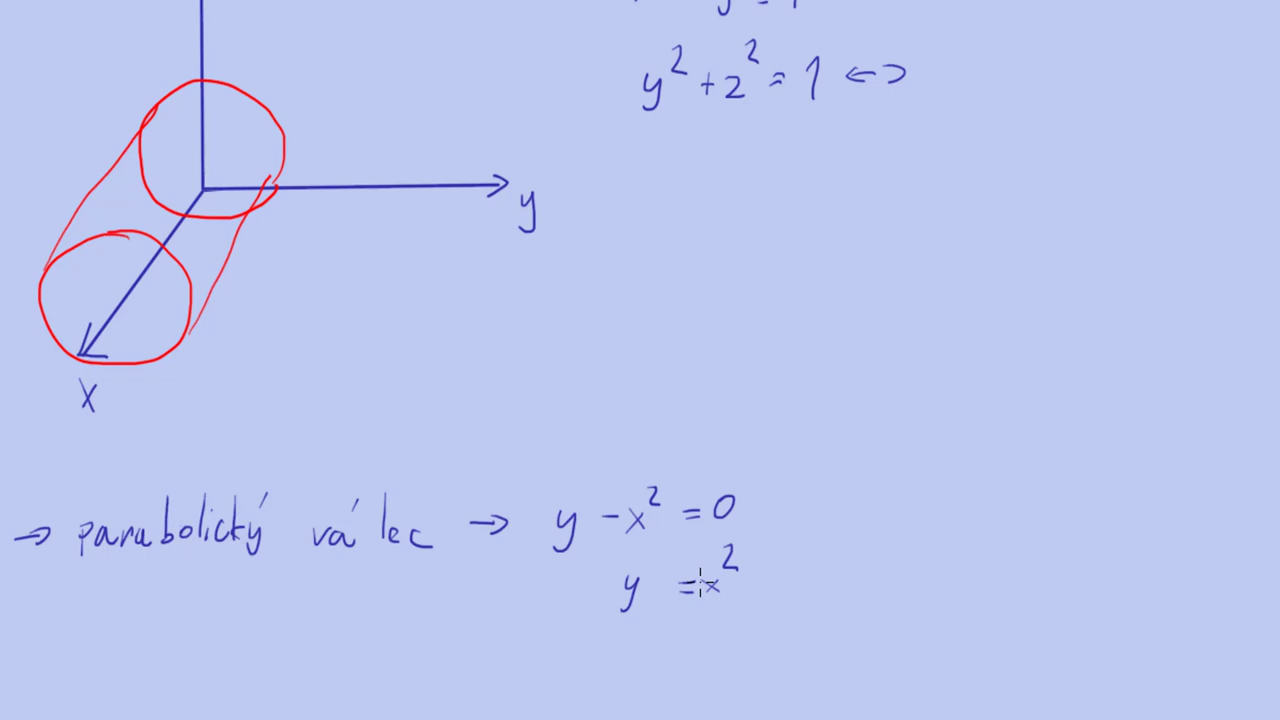 y² + z² = 1 ↔
y
x
→ parabolický válec → y - x² = 0
y = x²